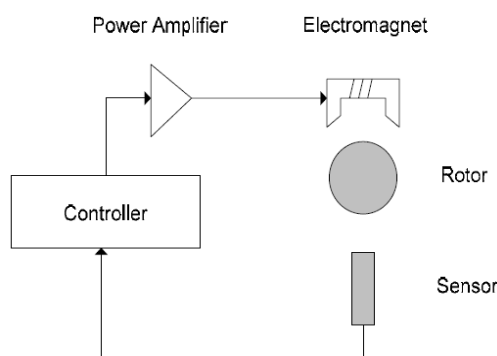 Power Amplifier
Electromagnet
Rotor
Controller
Sensor